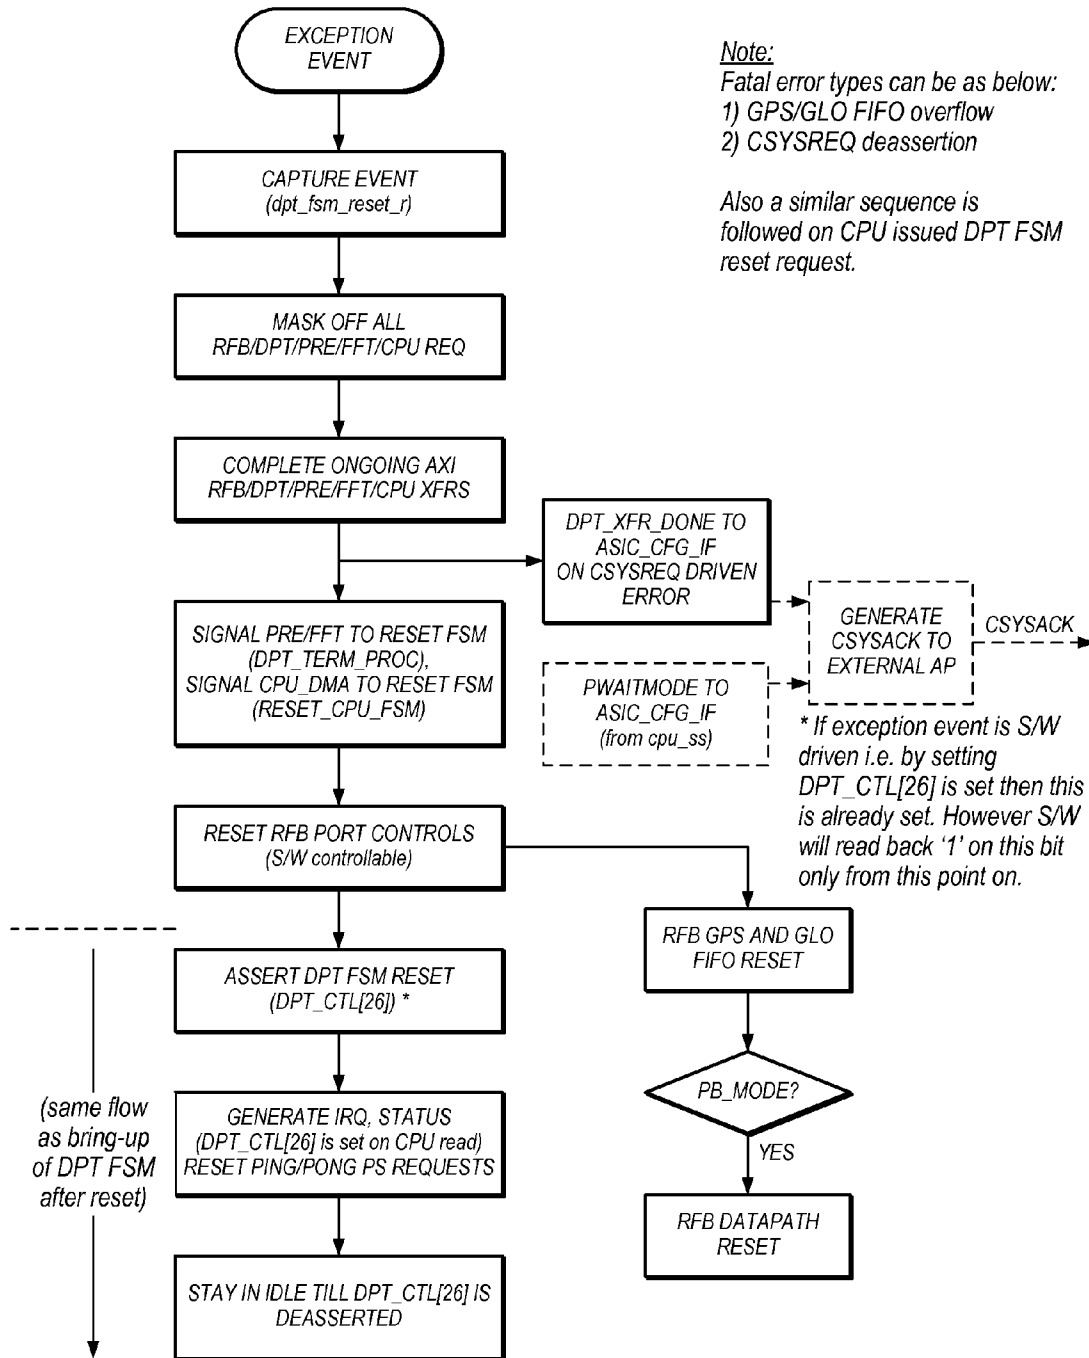 EXCEPTION
EVENT
Note:
Fatal error types can be as below:
1) GPS/GLO FIFO overflow
2) CSYSREQ deassertion
Also a similar sequence is
followed on CPU issued DPT FSM
reset request.
CAPTURE EVENT
(dpt_fsm_reset_r)
MASK OFF ALL
RFB/DPT/PRE/FFT/CPU REQ
COMPLETE ONGOING AXI
RFB/DPT/PRE/FFT/CPU XFRS
DPT_XFR_DONE TO
ASIC_CFG_IF
ON CSYSREQ DRIVEN
ERROR
GENERATE
CSYSACK TO
EXTERNAL AP
CSYSACK
SIGNAL PRE/FFT TO RESET FSM
(DPT_TERM_PROC),
SIGNAL CPU_DMA TO RESET FSM
(RESET_CPU_FSM)
PWAITMODE TO
ASIC_CFG_IF
(from cpu_ss)
* If exception event is S/W
driven i.e. by setting
DPT_CTL[26] is set then this
is already set. However S/W
will read back '1' on this bit
only from this point on.
RESET RFB PORT CONTROLS
(S/W controllable)
RFB GPS AND GLO
FIFO RESET
ASSERT DPT FSM RESET
(DPT_CTL[26]) *
PB_MODE?
YES
(same flow
as bring-up
of DPT FSM
after reset)
GENERATE IRQ, STATUS
(DPT_CTL[26] is set on CPU read)
RESET PING/PONG PS REQUESTS
RFB DATAPATH
RESET
STAY IN IDLE TILL DPT_CTL[26] IS
DEASSERTED